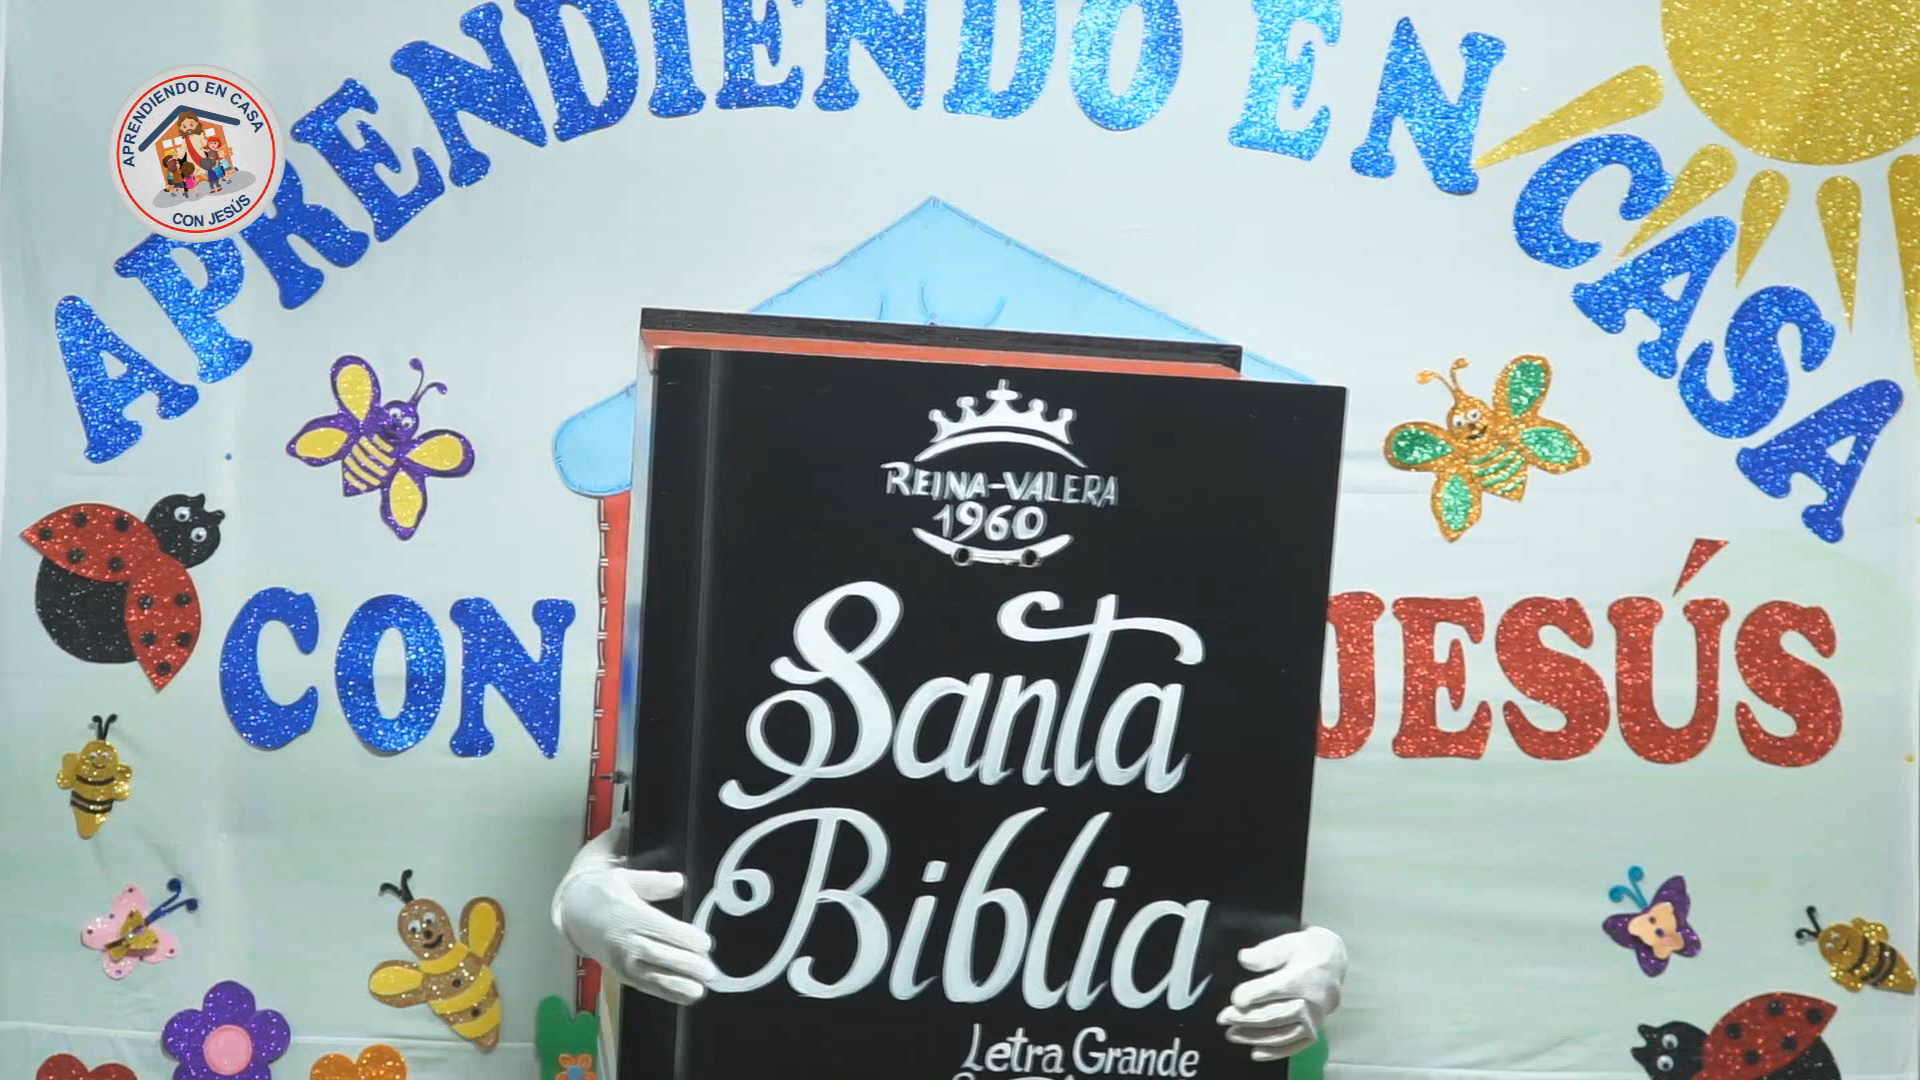 APRENDIENDO EN CASA
CON JESÚS
APRENDIENDO EN CASA
CON JESÚS
REINA-VALERA
1960
Santa
Biblia
Letra Grande